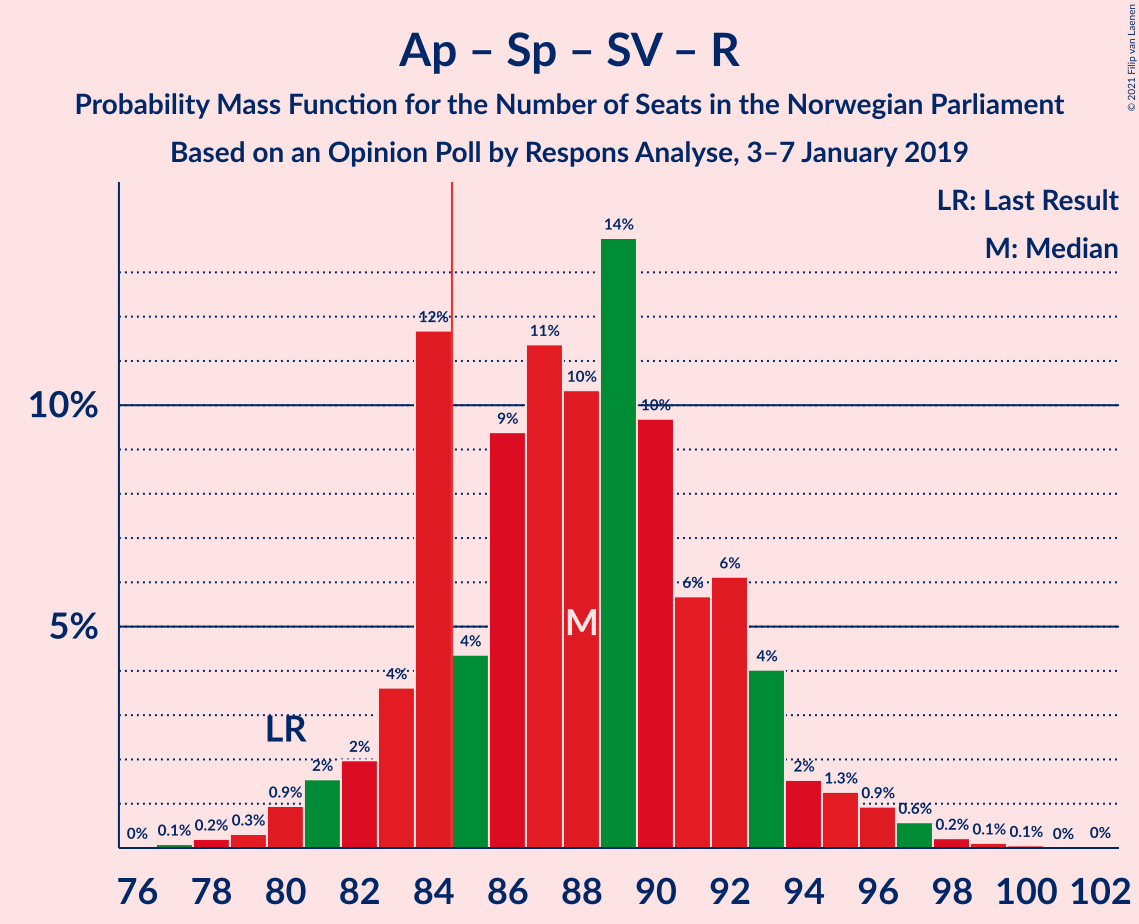 Ap – Sp – SV – R
Probability Mass Function for the Number of Seats in the Norwegian Parliament
Based on an Opinion Poll by Respons Analyse, 3–7 January 2019
© 2021 Filip van Laenen
LR: Last Result
M: Median
10%
5%
LR
M
0% 0.1% 0.2% 0.3% 0.9% 2% 2% 4% 12% 4% 9% 11% 10% 14% 10% 6% 6% 4% 2% 1.3% 0.9% 0.6% 0.2% 0.1% 0.1% 0% 0%
76 78 80 82 84 86 88 90 92 94 96 98 100 102